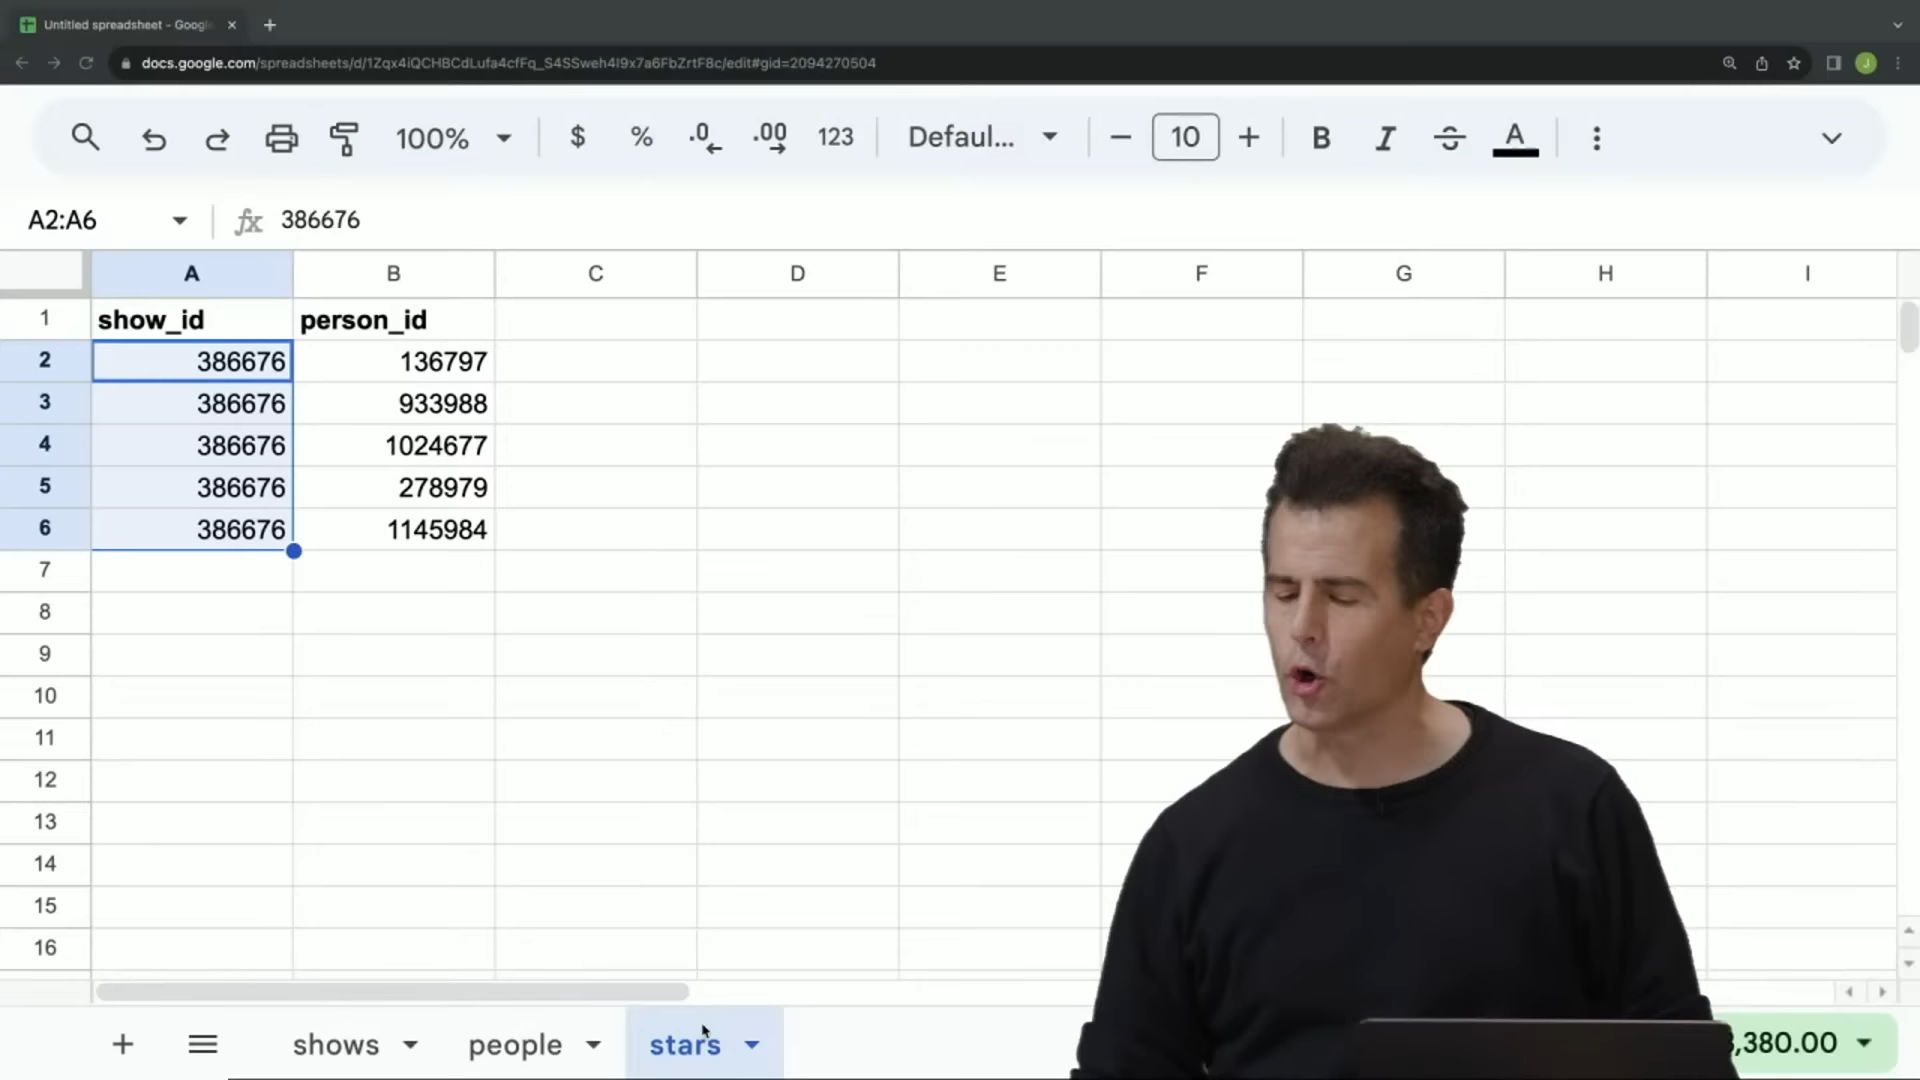 Untitled spreadsheet - Googl
docs.google.com/spreadsheets/d/1Zqx4iQCHBCdLufa4cfFq_S4SSweh4I9x7a6FbZrtF8c/edit#gid=2094270504
J
100% $ % .0 .00 123 Defaul... 10 B I A
A2:A6 fx 386676
A B C D E F G H I
1 show_id person_id
2 386676 136797
3 386676 933988
4 386676 1024677
5 386676 278979
6 386676 1145984
7
8
9
10
11
12
13
14
15
16
shows people stars ,380.00